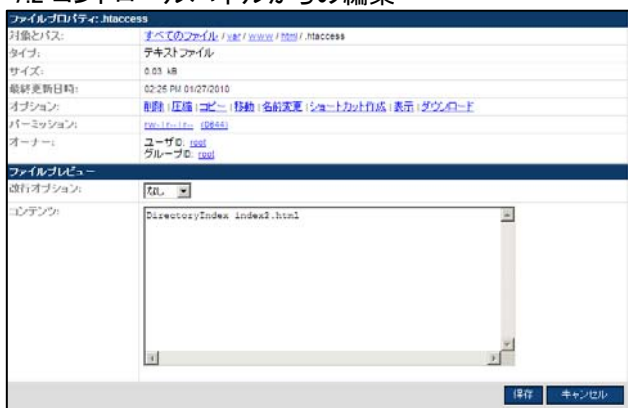 7.2 コントロールパネルからの編集
ファイルプロパティ: .htaccess
対象とパス: すべてのファイル / var / www / html / .htaccess
タイプ: テキストファイル
サイズ: 0.03 kB
最終更新日時: 02:25 PM 01/27/2010
オプション: 削除 | 圧縮 | コピー | 移動 | 名前変更 | ショートカット作成 | 表示 | ダウンロード
パーミッション: rw-r--r-- (0644)
オーナー: ユーザID: root
グループID: root
ファイルプレビュー
改行オプション: なし
コンテンツ: DirectoryIndex index2.html
保存 キャンセル